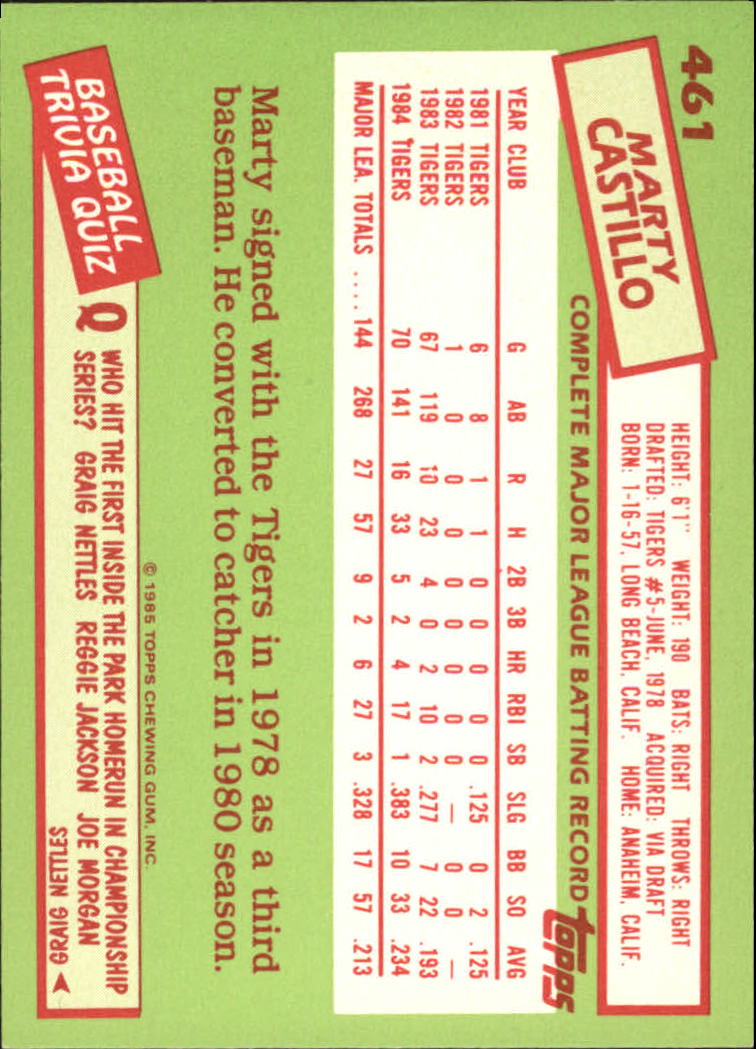 461
MARTY
CASTILLO
HEIGHT: 6'1" WEIGHT: 190 BATS: RIGHT THROWS: RIGHT
DRAFTED: TIGERS #5-JUNE, 1978 ACQUIRED: VIA DRAFT
BORN: 1-16-57, LONG BEACH, CALIF. HOME: ANAHEIM, CALIF.
COMPLETE MAJOR LEAGUE BATTING RECORD topps
YEAR CLUB G AB R H 2B 3B HR RBI SB SLG BB SO AVG
1981 TIGERS 6 8 1 1 0 0 0 0 0 .125 0 2 .125
1982 TIGERS 1 0 0 0 0 0 0 0 0 — 0 0 —
1983 TIGERS 67 119 10 23 4 0 2 10 2 .277 7 22 .193
1984 TIGERS 70 141 16 33 5 2 4 17 1 .383 10 33 .234
MAJOR LEA. TOTALS .... 144 268 27 57 9 2 6 27 3 .328 17 57 .213
Marty signed with the Tigers in 1978 as a third
baseman. He converted to catcher in 1980 season.
© 1985 TOPPS CHEWING GUM, INC.
BASEBALL
TRIVIA QUIZ
Q WHO HIT THE FIRST INSIDE THE PARK HOMERUN IN CHAMPIONSHIP
SERIES? GRAIG NETTLES REGGIE JACKSON JOE MORGAN
GRAIG NETTLES